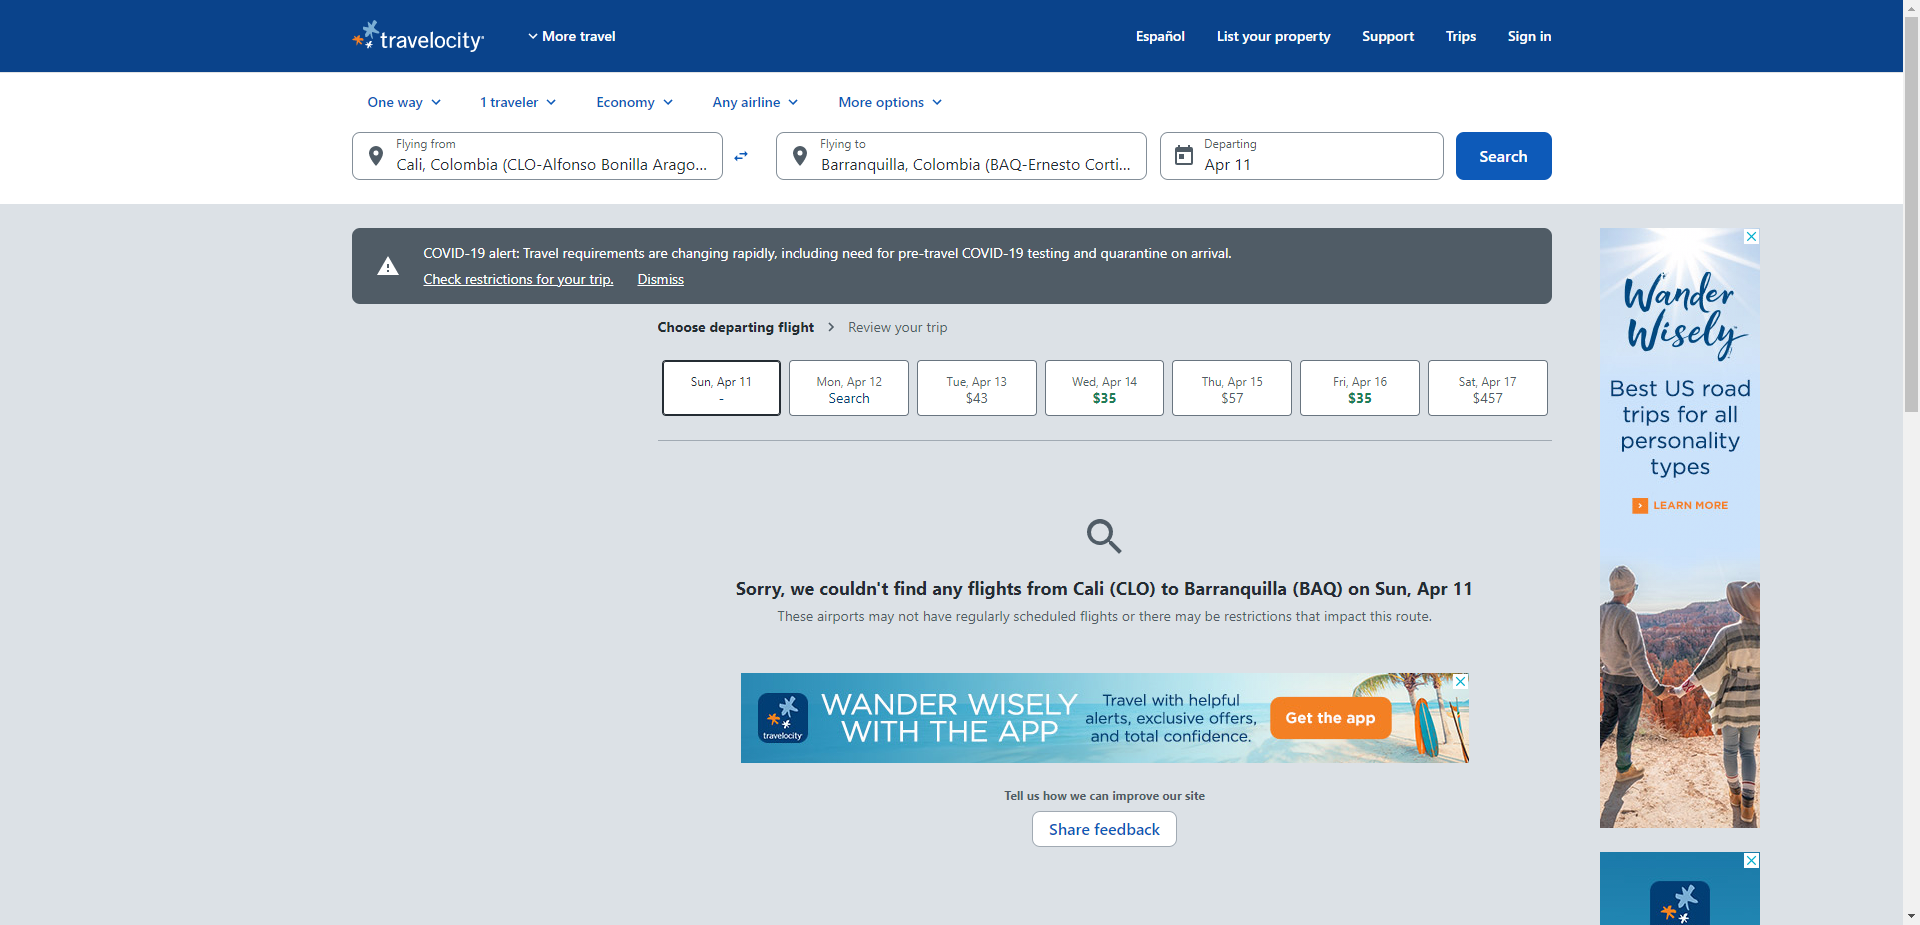 travelocity
More travel
Español
List your property
Support
Trips
Sign in
One way
1 traveler
Economy
Any airline
More options
Flying from
Cali, Colombia (CLO-Alfonso Bonilla Arago...
Flying to
Barranquilla, Colombia (BAQ-Ernesto Corti...
Departing
Apr 11
Search
COVID-19 alert: Travel requirements are changing rapidly, including need for pre-travel COVID-19 testing and quarantine on arrival.
Check restrictions for your trip.
Dismiss
Choose departing flight
Review your trip
Sun, Apr 11
-
Mon, Apr 12
Search
Tue, Apr 13
$43
Wed, Apr 14
$35
Thu, Apr 15
$57
Fri, Apr 16
$35
Sat, Apr 17
$457
Sorry, we couldn't find any flights from Cali (CLO) to Barranquilla (BAQ) on Sun, Apr 11
These airports may not have regularly scheduled flights or there may be restrictions that impact this route.
travelocity
WANDER WISELY
WITH THE APP
Travel with helpful
alerts, exclusive offers,
and total confidence.
Get the app
Tell us how we can improve our site
Share feedback
Wander
Wisely
Best US road
trips for all
personality
types
LEARN MORE